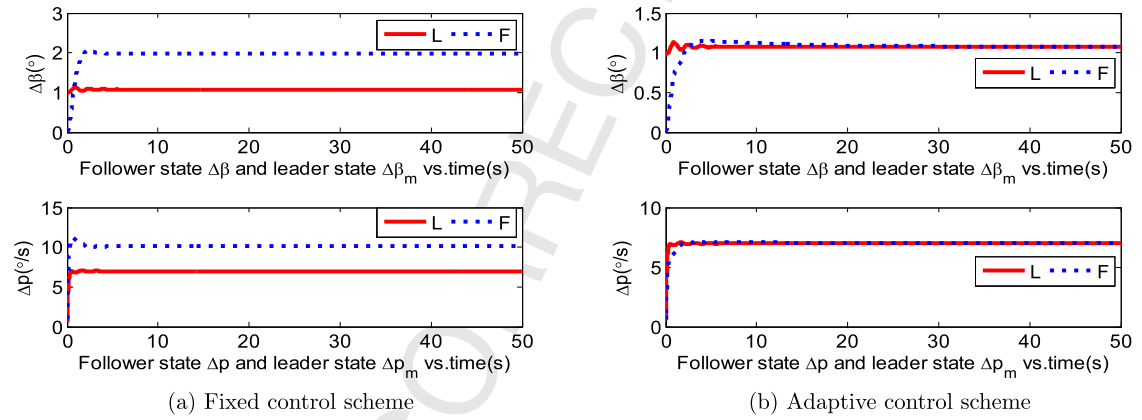 3
2
1
0
Δβ(°)
L F
0 10 20 30 40 50
Follower state Δβ and leader state Δβm vs.time(s)
15
10
5
0
Δp(°/s)
L F
0 10 20 30 40 50
Follower state Δp and leader state Δpm vs.time(s)
(a) Fixed control scheme
1.5
1
0.5
0
Δβ(°)
L F
0 10 20 30 40 50
Follower state Δβ and leader state Δβm vs.time(s)
10
5
0
Δp(°/s)
L F
0 10 20 30 40 50
Follower state Δp and leader state Δpm vs.time(s)
(b) Adaptive control scheme
ORREC